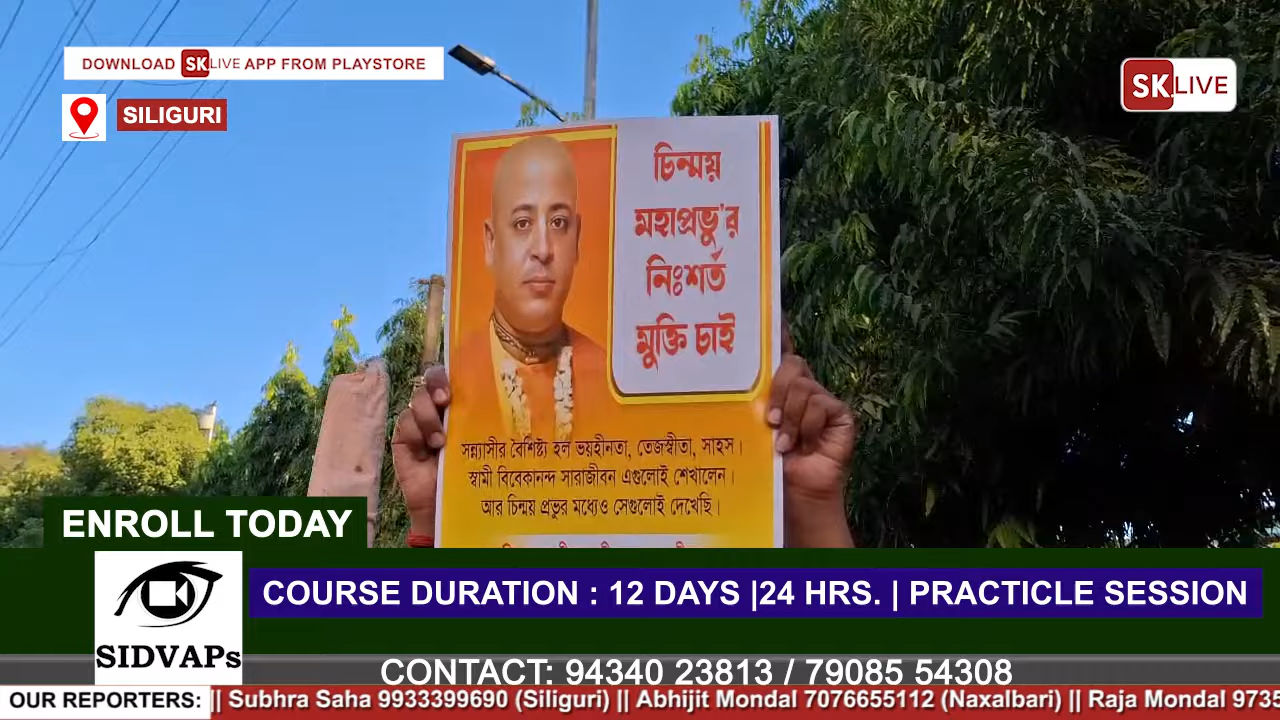 DOWNLOAD SK LIVE APP FROM PLAYSTORE
SK LIVE
SILIGURI
চিন্ময়
মহাপ্রভু'র
নিঃশর্ত
মুক্তি চাই
সন্ন্যাসীর বৈশিষ্ট্য হল ভয়হীনতা, তেজস্বীতা, সাহস।
স্বামী বিবেকানন্দ সারাজীবন এগুলোই শেখালেন।
আর চিন্ময় প্রভুর মধ্যেও সেগুলোই দেখেছি।
ENROLL TODAY
SIDVAPs
COURSE DURATION : 12 DAYS |24 HRS. | PRACTICLE SESSION
CONTACT: 94340 23813 / 79085 54308
OUR REPORTERS: || Subhra Saha 9933399690 (Siliguri) || Abhijit Mondal 7076655112 (Naxalbari) || Raja Mondal 9735